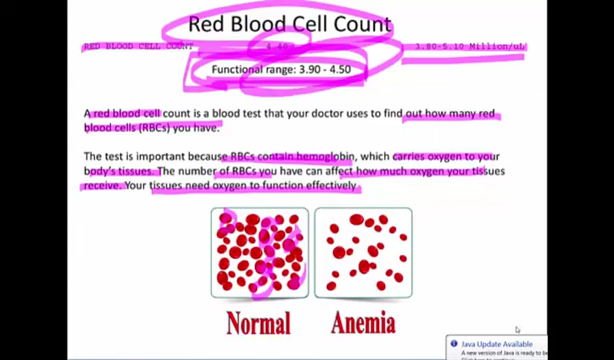 Red Blood Cell Count
RED BLOOD CELL COUNT 4.40 3.80-5.10 Million/uL
Functional range: 3.90 - 4.50
A red blood cell count is a blood test that your doctor uses to find out how many red
blood cells (RBCs) you have.
The test is important because RBCs contain hemoglobin, which carries oxygen to your
body's tissues. The number of RBCs you have can affect how much oxygen your tissues
receive. Your tissues need oxygen to function effectively
Normal Anemia
Java Update Available
A new version of Java is ready to be